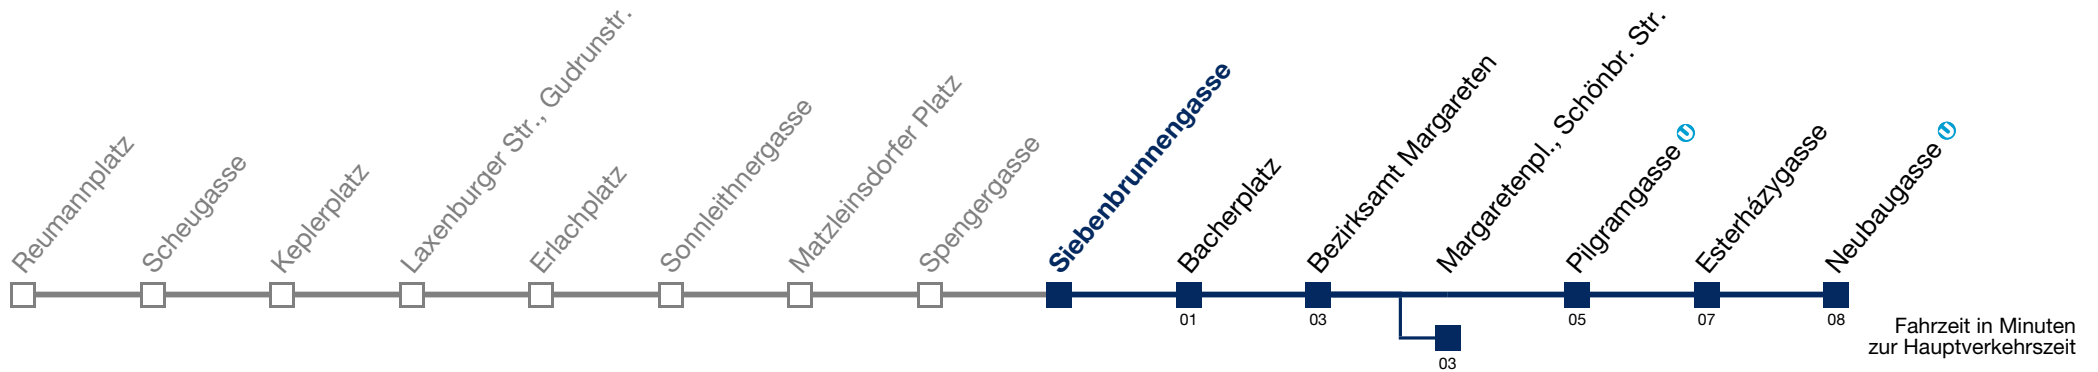 Reumannplatz
Scheugasse
Keplerplatz
Laxenburger Str., Gudrunstr.
Erlachplatz
Sonnleithnergasse
Matzleinsdorfer Platz
Spengergasse
Siebenbrunnengasse
Bacherplatz
Bezirksamt Margareten
Margaretenpl., Schönbr. Str.
Pilgramgasse
Esterházygasse
Neubaugasse
01
03
05
07
08
03
Fahrzeit in Minuten
zur Hauptverkehrszeit